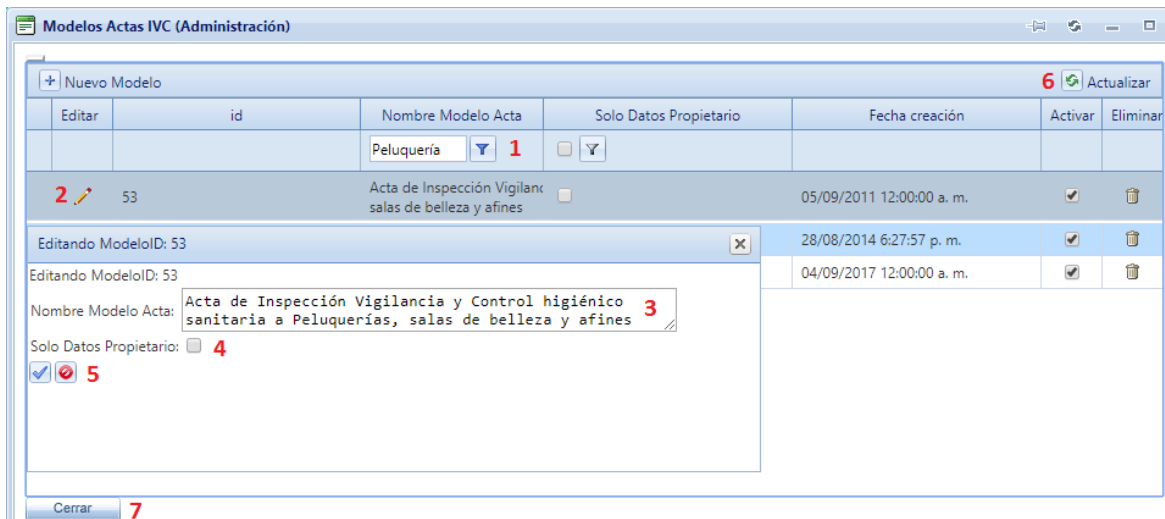 Modelos Actas IVC (Administración)
Nuevo Modelo 6 Actualizar
Editar id Nombre Modelo Acta Solo Datos Propietario Fecha creación Activar Eliminar
Peluquería 1
2 53 Acta de Inspección Vigilanc 05/09/2011 12:00:00 a. m.
salas de belleza y afines
Editando ModeloID: 53 28/08/2014 6:27:57 p. m.
Editando ModeloID: 53 04/09/2017 12:00:00 a. m.
Nombre Modelo Acta: Acta de Inspección Vigilancia y Control higiénico
sanitaria a Peluquerías, salas de belleza y afines 3
Solo Datos Propietario: 4
5
Cerrar 7